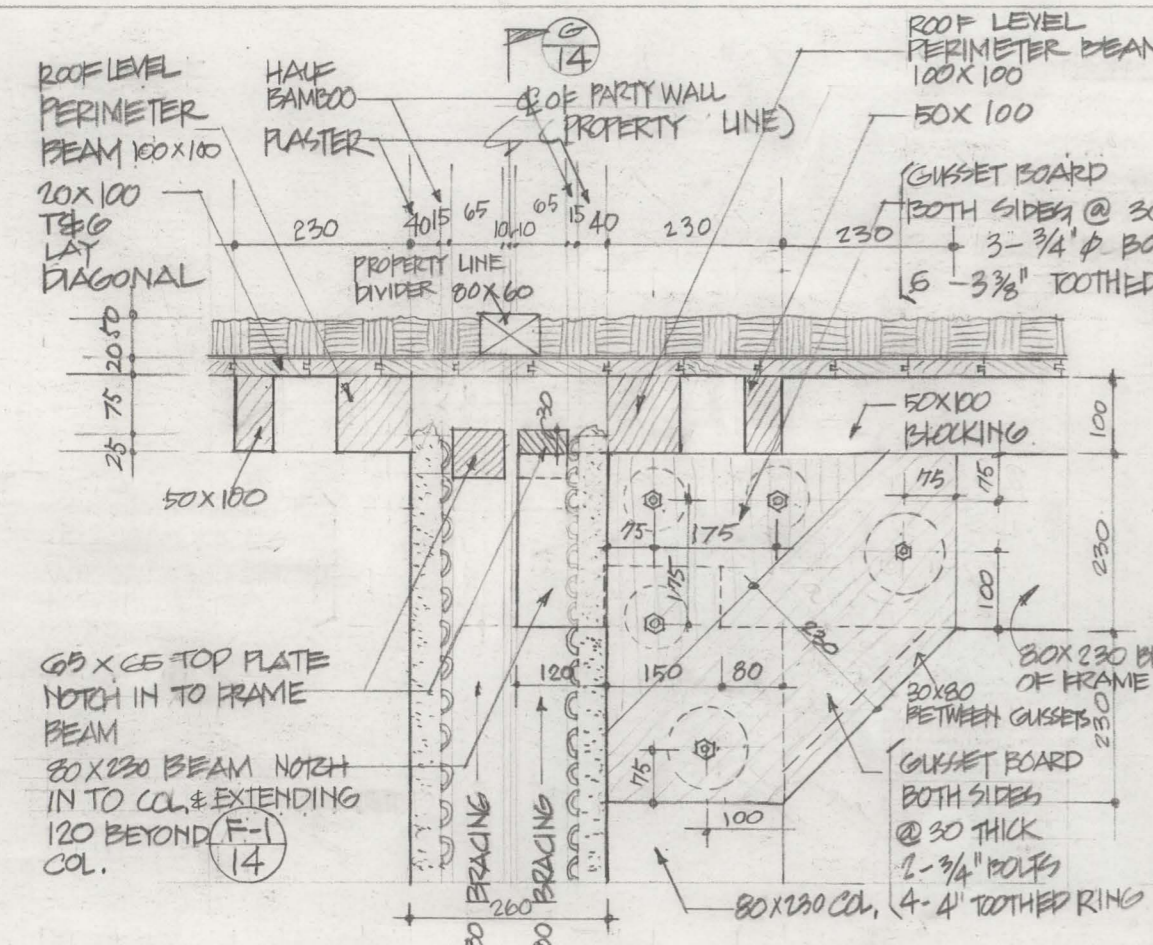 ROOF LEVEL
PERIMETER
BEAM 100X100
20X100
T&G
LAY
DIAGONAL
HALF
BAMBOO
PLASTER
G
14
℄ OF PARTY WALL
PROPERTY LINE)
ROOF LEVEL
PERIMETER BEAM
100X100
50X100
GUSSET BOARD
BOTH SIDES @ 30
3-3/4" Ø BO
6-3 3/8" TOOTHED
230 40 15 65 10 10 65 15 40 230 230
PROPERTY LINE
DIVIDER 80X60
50
20
75
25
30
50X100
BLOCKING
100
50X100
75 75
75 175
175
100
230
230
65 X 65 TOP PLATE
NOTCH IN TO FRAME
BEAM
80X230 BEAM NOTCH
IN TO COL, & EXTENDING
120 BEYOND
COL.
F-1
14
120 150 80
80X230 B
OF FRAME
30X80
BETWEEN GUSSETS
230
75
100
GUSSET BOARD
BOTH SIDES
@ 30 THICK
2-3/4" BOLTS
4-4" TOOTHED RING
BRACING
BRACING
260
80X230 COL,